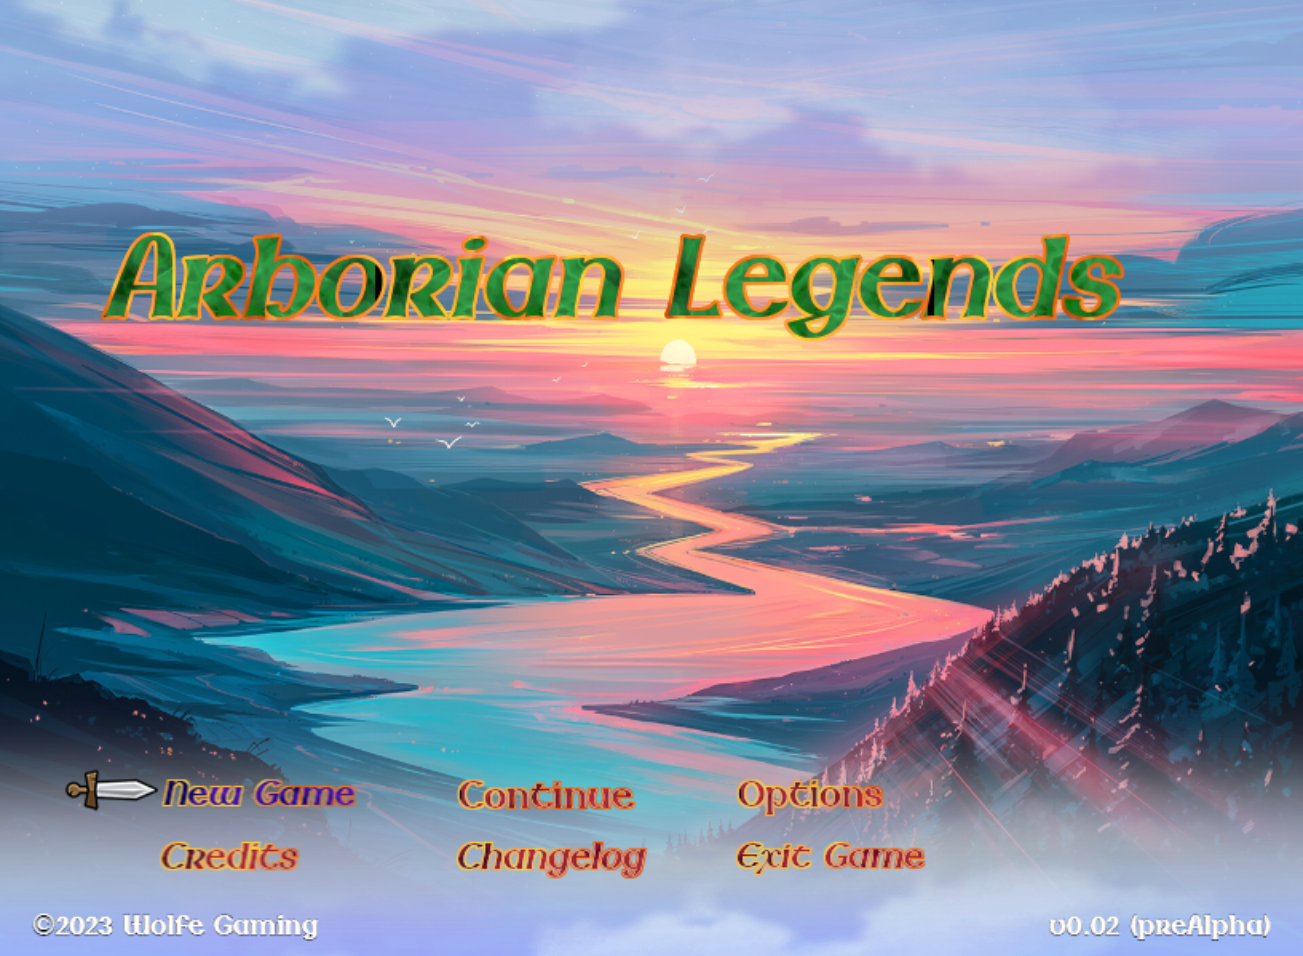 Arborian Legends
New Game Continue Options
Credits Changelog Exit Game
©2023 Wolfe Gaming v0.02 (preAlpha)